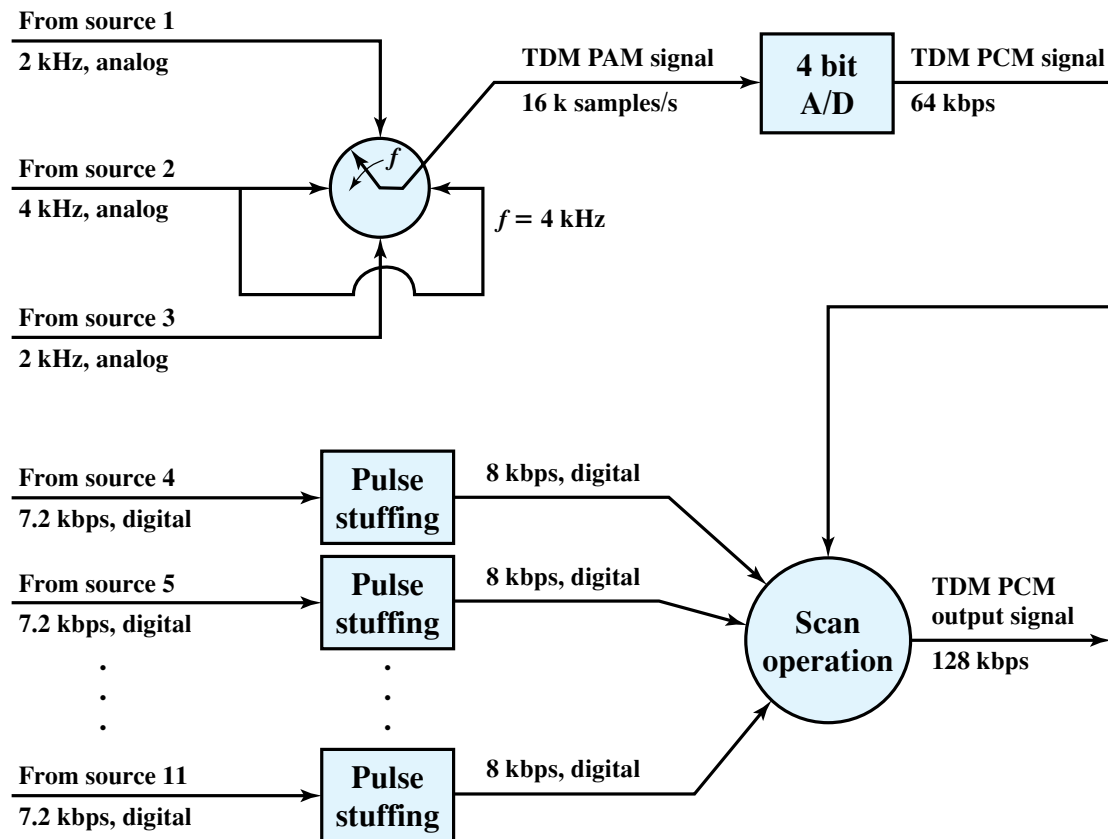 From source 1
2 kHz, analog
TDM PAM signal
16 k samples/s
4 bit
A/D
TDM PCM signal
64 kbps
f
From source 2
4 kHz, analog
f = 4 kHz
From source 3
2 kHz, analog
From source 4
7.2 kbps, digital
Pulse
stuffing
8 kbps, digital
From source 5
7.2 kbps, digital
Pulse
stuffing
8 kbps, digital
Scan
operation
TDM PCM
output signal
128 kbps
From source 11
7.2 kbps, digital
Pulse
stuffing
8 kbps, digital